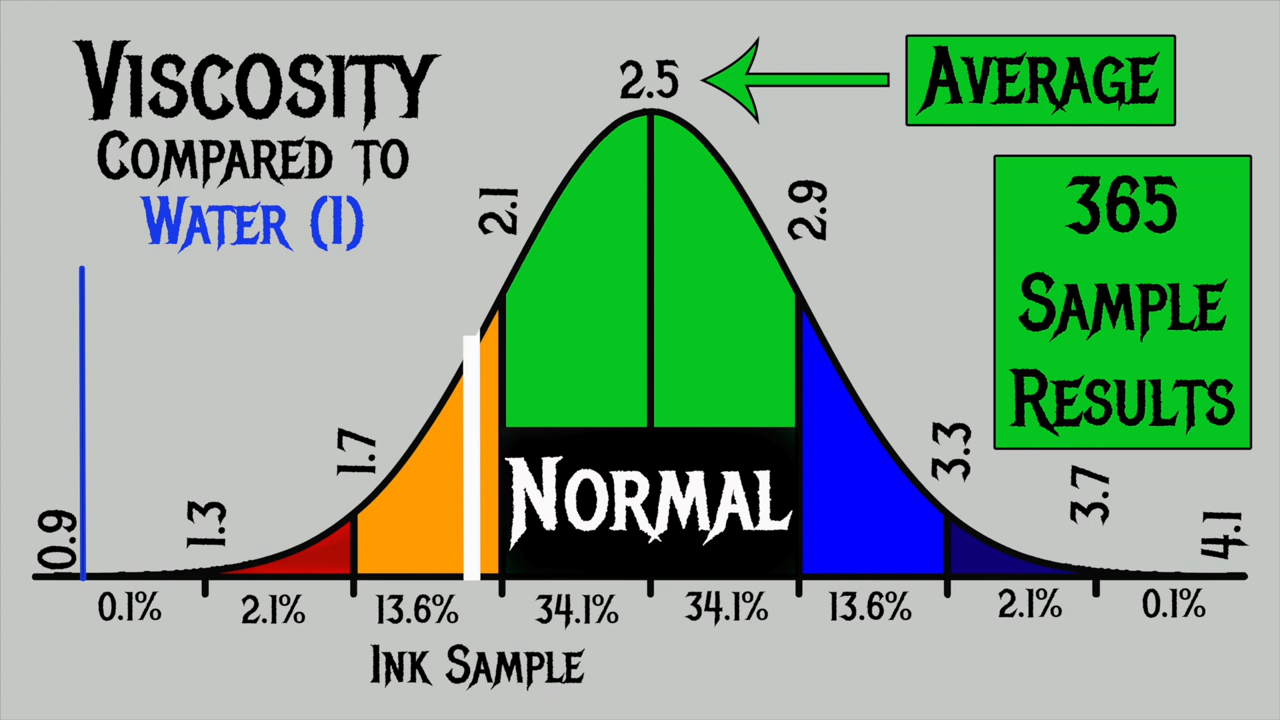 VISCOSITY
COMPARED TO
WATER (1)
2.5
AVERAGE
365
SAMPLE
RESULTS
0.9
1.3
1.7
2.1
2.9
3.3
3.7
4.1
NORMAL
0.1%
2.1%
13.6%
34.1%
34.1%
13.6%
2.1%
0.1%
INK SAMPLE